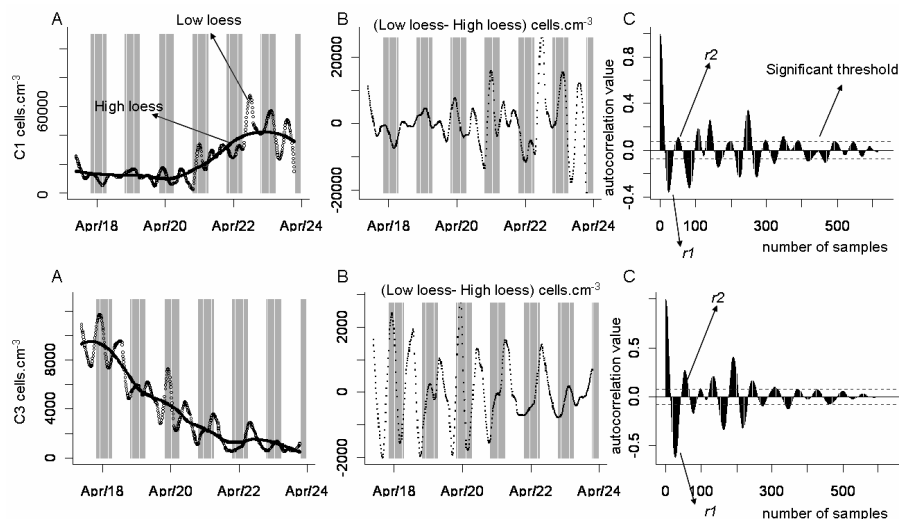 A
Low loess
High loess
C1 cells.cm-3
60000
0
Apr/18
Apr/20
Apr/22
Apr/24
B
(Low loess- High loess) cells.cm-3
20000
0
-20000
Apr/18
Apr/20
Apr/22
Apr/24
C
r2
Significant threshold
autocorrelation value
0.8
0.4
0.0
-0.4
0
100
300
500
r1
number of samples
A
C3 cells.cm-3
8000
4000
0
Apr/18
Apr/20
Apr/22
Apr/24
B
(Low loess- High loess) cells.cm-3
2000
0
-2000
Apr/18
Apr/20
Apr/22
Apr/24
C
r2
autocorrelation value
0.5
0.0
-0.5
0
100
300
500
r1
number of samples